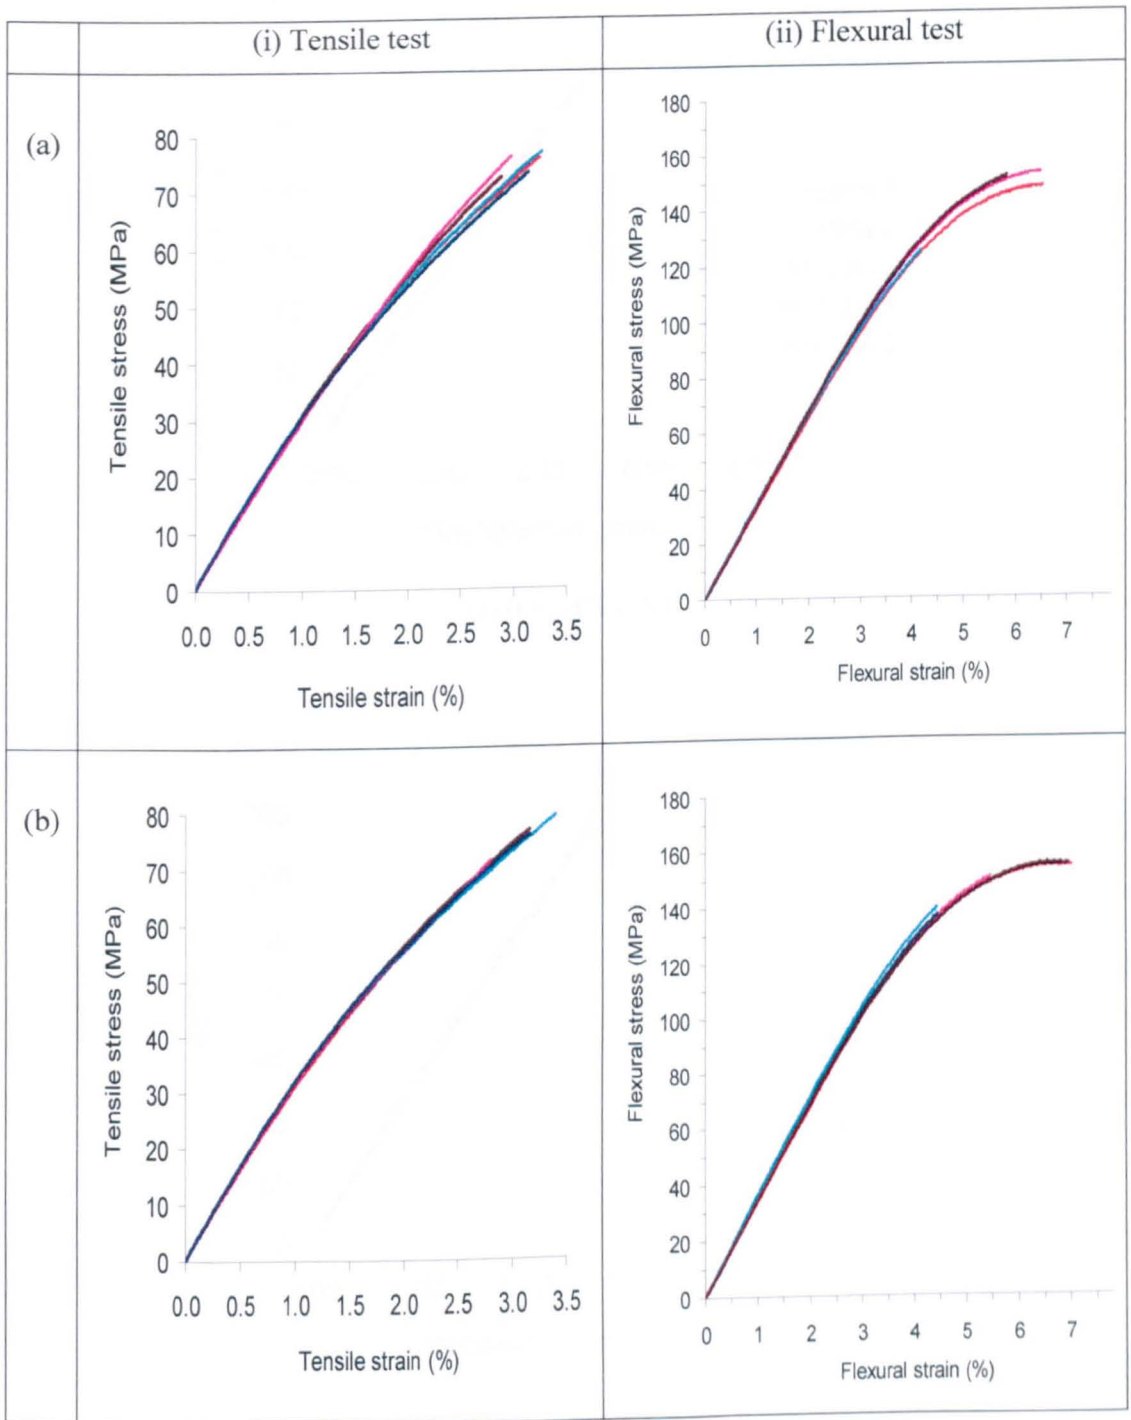 (i) Tensile test
(ii) Flexural test
(a)
Tensile stress (MPa)
80
70
60
50
40
30
20
10
0
0.0 0.5 1.0 1.5 2.0 2.5 3.0 3.5
Tensile strain (%)
Flexural stress (MPa)
180
160
140
120
100
80
60
40
20
0
0 1 2 3 4 5 6 7
Flexural strain (%)
(b)
Tensile stress (MPa)
80
70
60
50
40
30
20
10
0
0.0 0.5 1.0 1.5 2.0 2.5 3.0 3.5
Tensile strain (%)
Flexural stress (MPa)
180
160
140
120
100
80
60
40
20
0
0 1 2 3 4 5 6 7
Flexural strain (%)